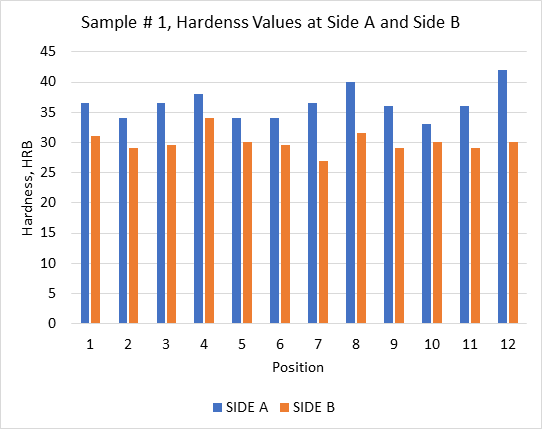 Sample # 1, Hardenss Values at Side A and Side B
45
40
35
30
25
20
15
10
5
0
Hardness, HRB
1 2 3 4 5 6 7 8 9 10 11 12
Position
SIDE A SIDE B